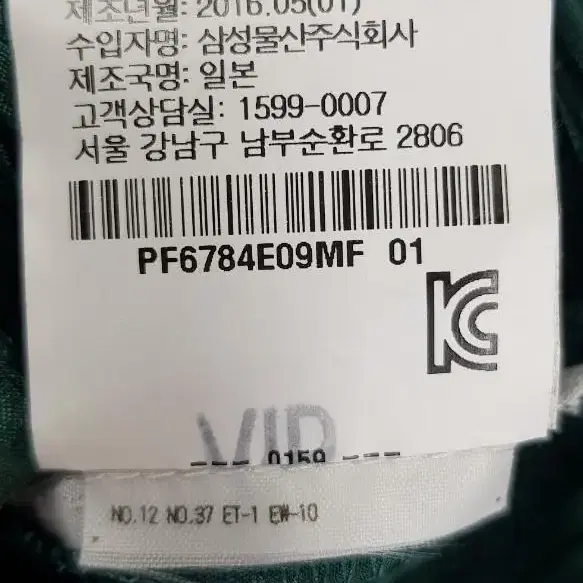 제조년월: 2016.05(01)
수입자명: 삼성물산주식회사
제조국명: 일본
고객상담실: 1599-0007
서울 강남구 남부순환로 2806
PF6784E09MF 01
KC
VIP
--- 0159 ---
NO.12 NO.37 ET-1 EW-10